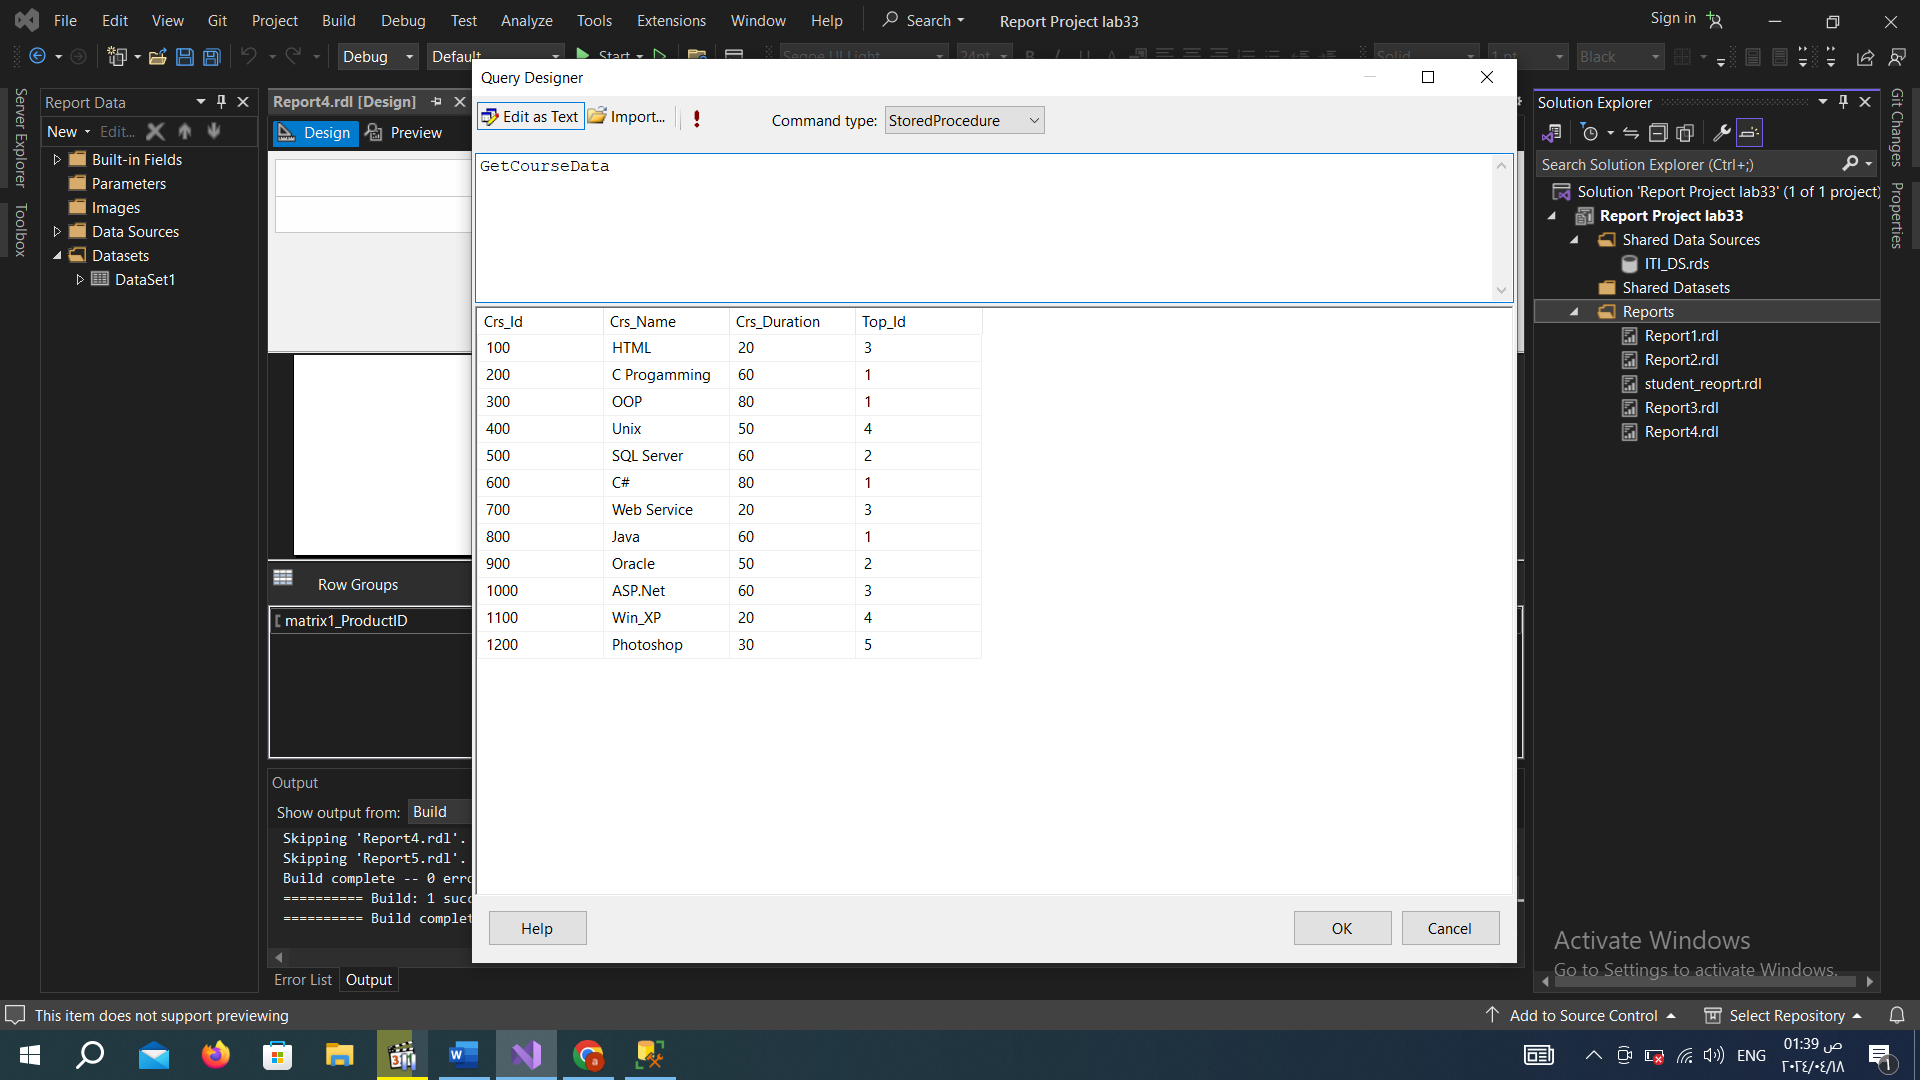 File Edit View Git Project Build Debug Test Analyze Tools Extensions Window Help Search Report Project lab33 Sign in
Debug Default Start Segoe UI Light 24pt Solid 1 pt Black
Server Explorer
Toolbox
Report Data
New Edit...
Built-in Fields
Parameters
Images
Data Sources
Datasets
DataSet1
Report4.rdl [Design]
Design Preview
Row Groups
matrix1_ProductID
Output
Show output from: Build
Skipping 'Report4.rdl'.
Skipping 'Report5.rdl'.
Build complete -- 0 erro
========== Build: 1 succ
========== Build complet
Error List Output
Query Designer
Edit as Text Import... Command type: StoredProcedure
GetCourseData
Crs_Id Crs_Name Crs_Duration Top_Id
100 HTML 20 3
200 C Progamming 60 1
300 OOP 80 1
400 Unix 50 4
500 SQL Server 60 2
600 C# 80 1
700 Web Service 20 3
800 Java 60 1
900 Oracle 50 2
1000 ASP.Net 60 3
1100 Win_XP 20 4
1200 Photoshop 30 5
Help OK Cancel
Solution Explorer
Search Solution Explorer (Ctrl+;)
Solution 'Report Project lab33' (1 of 1 project)
Report Project lab33
Shared Data Sources
ITI_DS.rds
Shared Datasets
Reports
Report1.rdl
Report2.rdl
student_reoprt.rdl
Report3.rdl
Report4.rdl
Git Changes
Properties
Activate Windows
Go to Settings to activate Windows.
This item does not support previewing Add to Source Control Select Repository
ENG 01:39 ص
٢٠٢٤/٠٤/١٨ 1